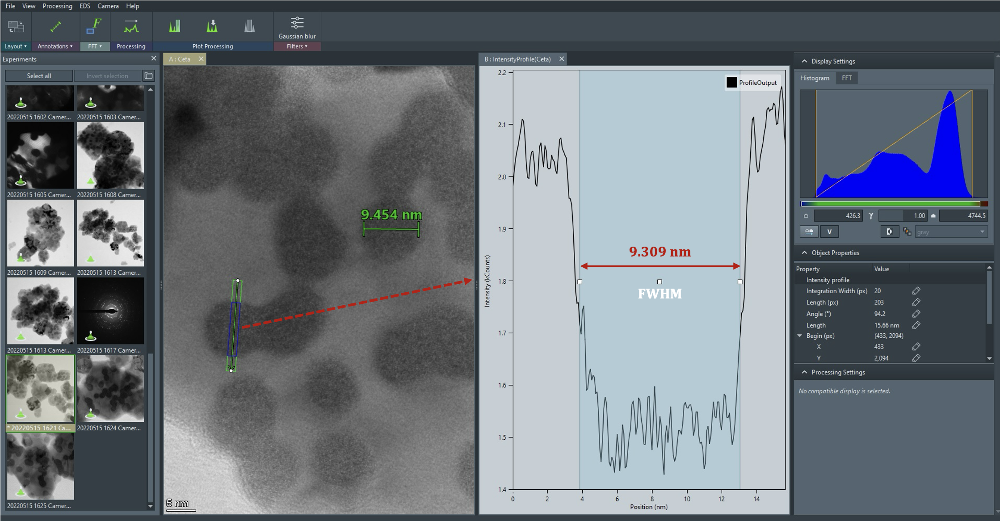 File View Processing EDS Camera Help
F
Gaussian blur
Layout Annotations FFT Processing Plot Processing Filters
Experiments
Select all Invert selection
20220515 1602 Camer... 20220515 1603 Camer...
20220515 1605 Camer... 20220515 1608 Camer...
20220515 1609 Camer... 20220515 1613 Camer...
20220515 1613 Camer... 20220515 1617 Camer...
* 20220515 1621 Ca... 20220515 1624 Camer...
20220515 1625 Camer...
A : Ceta
9.454 nm
5 nm
B : IntensityProfile(Ceta)
ProfileOutput
2.2
2.1
2.0
1.9
1.8
1.7
1.6
1.5
1.4
Intensity (kCounts)
9.309 nm
FWHM
0 2 4 6 8 10 12 14
Position (nm)
Display Settings
Histogram FFT
426.3 γ 1.00 4744.5
V gray
Object Properties
Property Value
Intensity profile
Integration Width (px) 20
Length (px) 203
Angle (°) 94.2
Length 15.66 nm
Begin (px) (433, 2094)
X 433
Y 2,094
Processing Settings
No compatible display is selected.